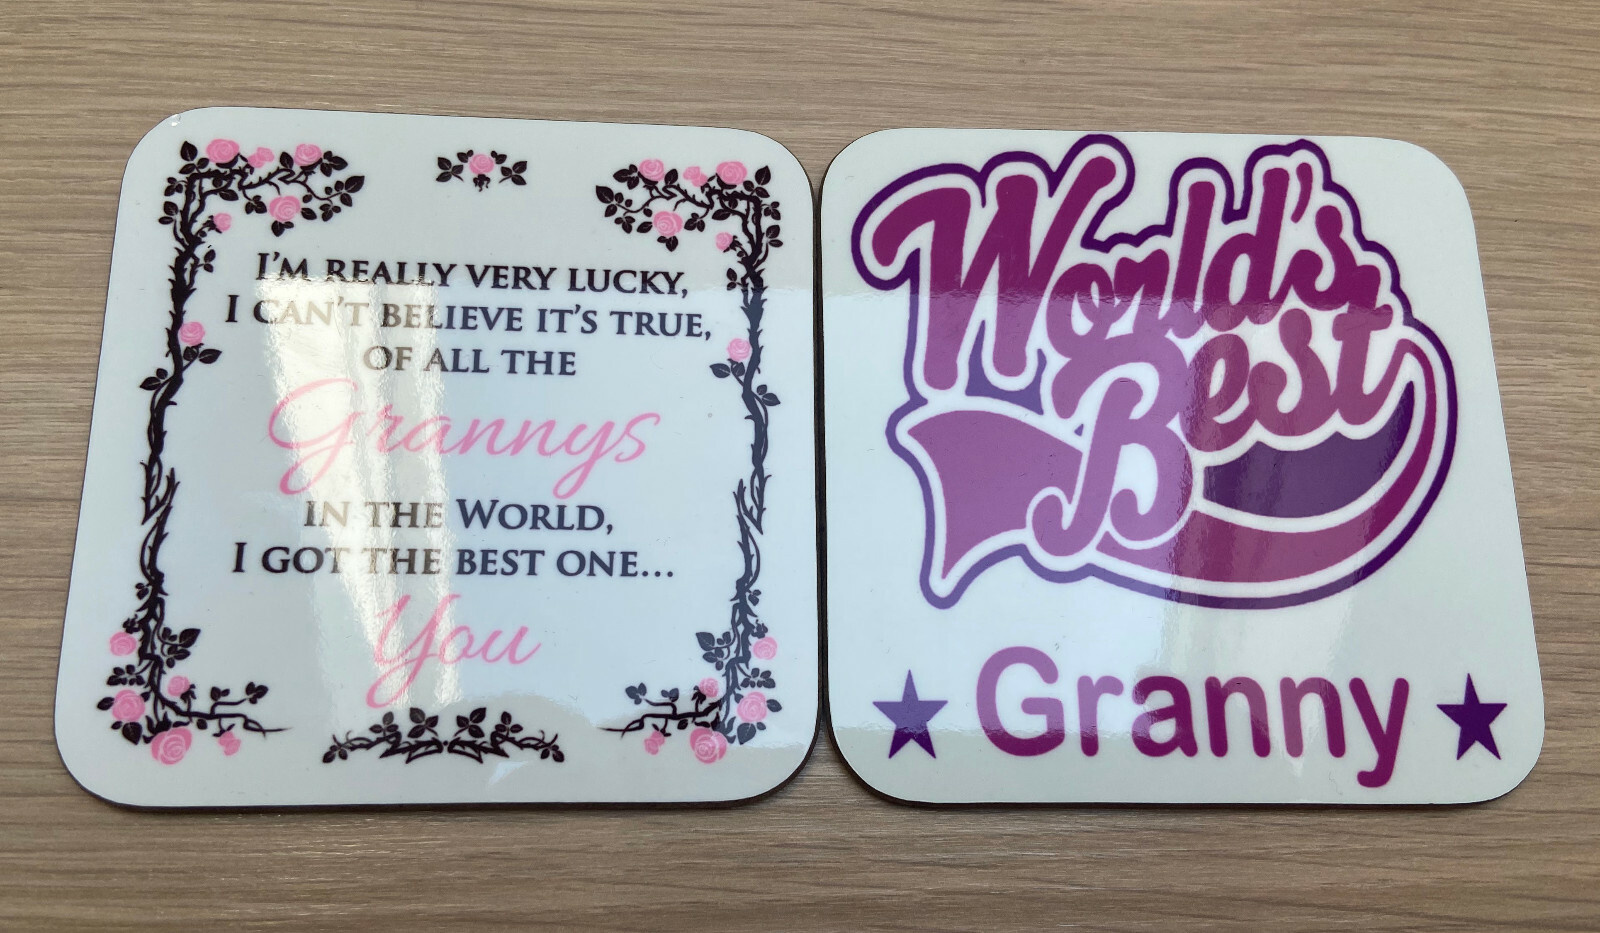 I'M REALLY VERY LUCKY,
I CAN'T BELIEVE IT'S TRUE,
OF ALL THE
Grannys
IN THE WORLD,
I GOT THE BEST ONE...
You
World's
Best
Granny